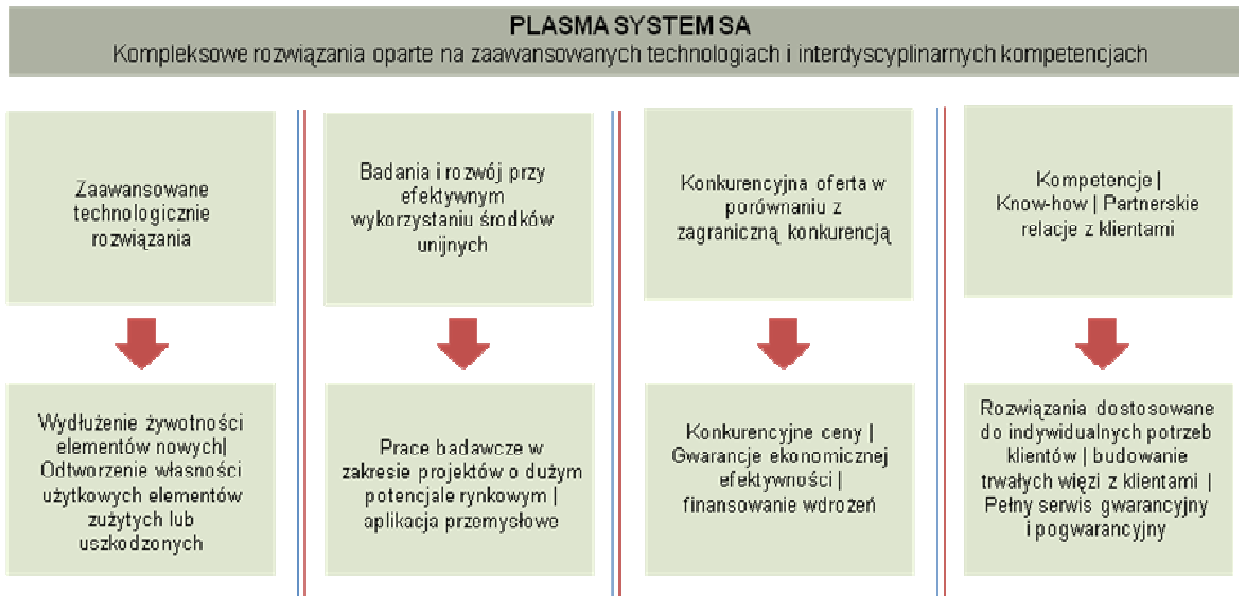 PLASMA SYSTEM SA
Kompleksowe rozwiązania oparte na zaawansowanych technologiach i interdyscyplinarnych kompetencjach
Zaawansowane
technologicznie
rozwiązania
Badania i rozwój przy
efektywnym
wykorzystaniu środków
unijnych
Konkurencyjna oferta w
porównaniu z
zagraniczną konkurencją
Kompetencje |
Know-how | Partnerskie
relacje z klientami
Wydłużenie żywotności
elementów nowych|
Odtworzenie własności
użytkowych elementów
zużytych lub
uszkodzonych
Prace badawcze w
zakresie projektów o dużym
potencjale rynkowym |
aplikacja przemysłowe
Konkurencyjne ceny |
Gwarancje ekonomicznej
efektywności |
finansowanie wdrożeń
Rozwiązania dostosowane
do indywidualnych potrzeb
klientów | budowanie
trwałych więzi z klientami |
Pełny serwis gwarancyjny
i pogwarancyjny